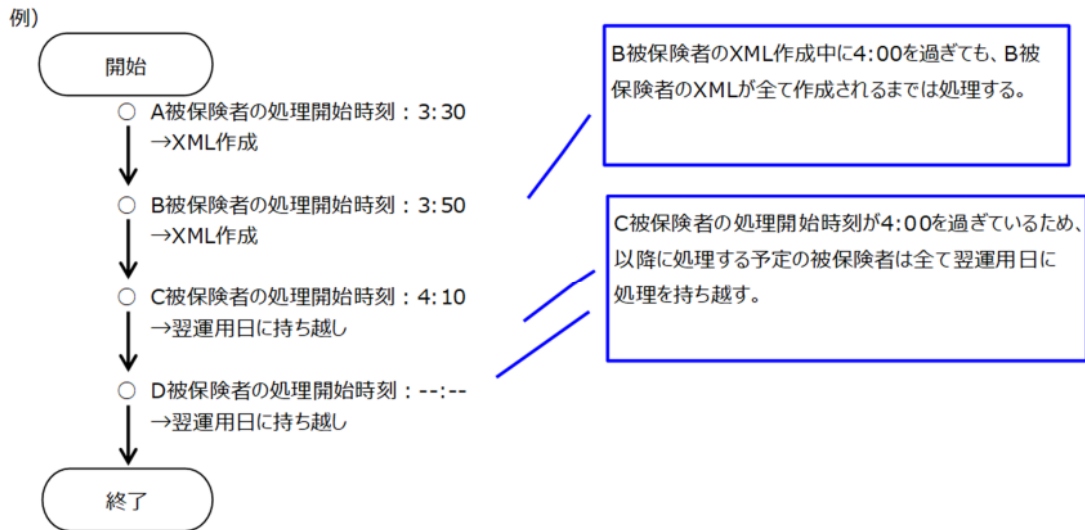 例)
開始
○ A被保険者の処理開始時刻：3:30
→XML作成
○ B被保険者の処理開始時刻：3:50
→XML作成
○ C被保険者の処理開始時刻：4:10
→翌運用日に持ち越し
○ D被保険者の処理開始時刻：--:--
→翌運用日に持ち越し
終了
B被保険者のXML作成中に4:00を過ぎても、B被
保険者のXMLが全て作成されるまでは処理する。
C被保険者の処理開始時刻が4:00を過ぎているため、
以降に処理する予定の被保険者は全て翌運用日に
処理を持ち越す。